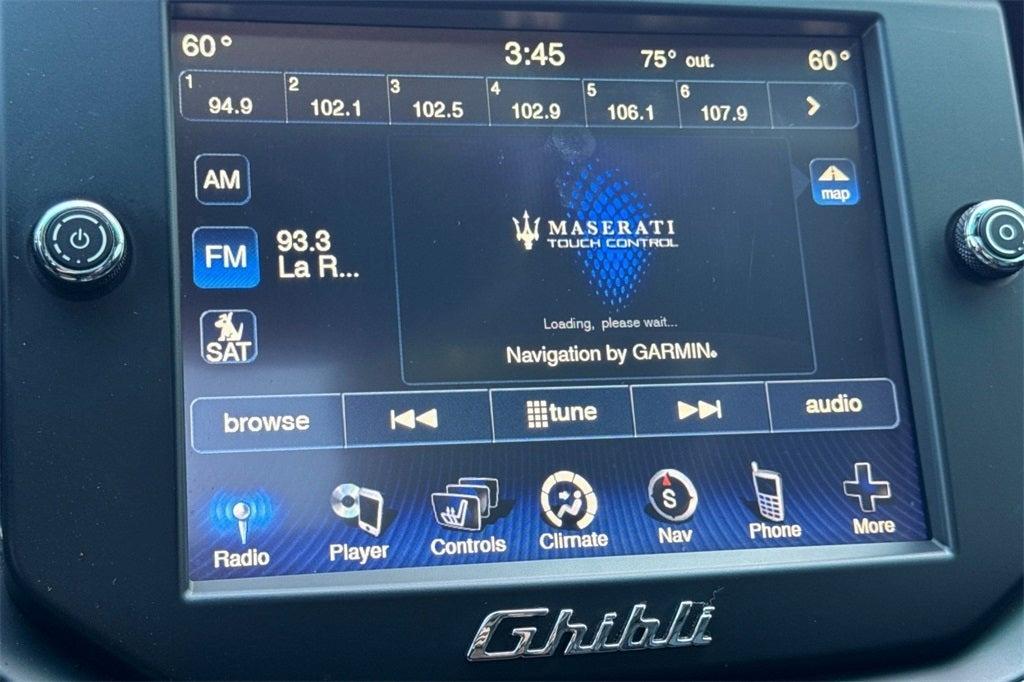 60° 3:45 75° out. 60°
1 94.9 2 102.1 3 102.5 4 102.9 5 106.1 6 107.9
AM
map
MASERATI
TOUCH CONTROL
FM
93.3
La R...
SAT
Loading, please wait...
Navigation by GARMIN
browse tune audio
S
Radio Player Controls Climate Nav Phone More
Ghibli